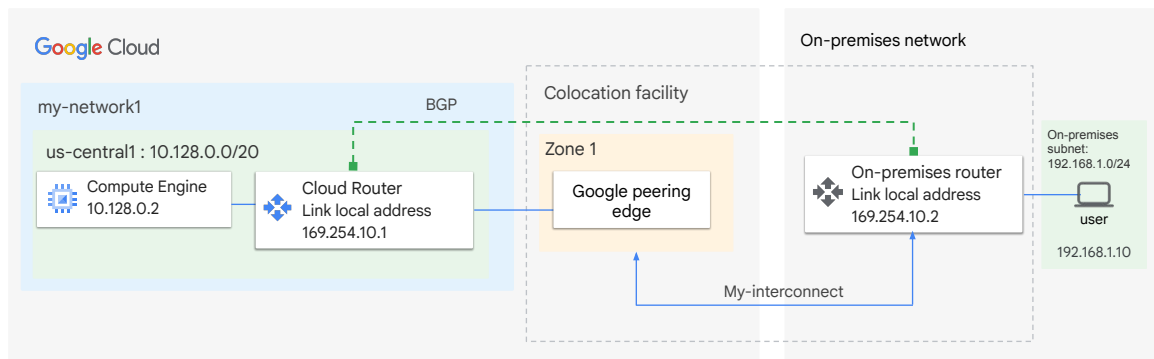 Google Cloud
On-premises network
my-network1
BGP
Colocation facility
us-central1 : 10.128.0.0/20
Compute Engine
10.128.0.2
Cloud Router
Link local address
169.254.10.1
Zone 1
Google peering
edge
On-premises router
Link local address
169.254.10.2
On-premises
subnet:
192.168.1.0/24
user
192.168.1.10
My-interconnect